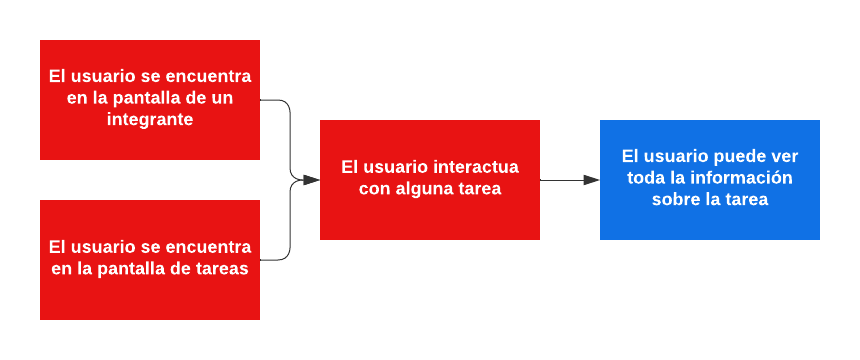 El usuario se encuentra
en la pantalla de un
integrante
El usuario se encuentra
en la pantalla de tareas
El usuario interactua
con alguna tarea
El usuario puede ver
toda la información
sobre la tarea